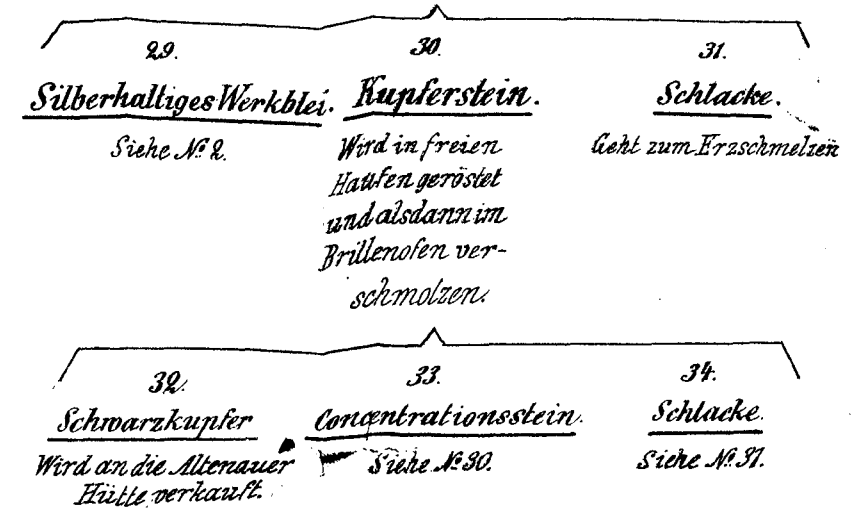 29.
Silberhaltiges Werkblei.
Siehe № 2.
30.
Kupferstein.
Wird in freien
Haufen geröstet
und alsdann im
Brillenofen ver-
schmolzen.
31.
Schlacke.
Geht zum Erzschmelzen
32.
Schwarzkupfer
Wird an die Altenauer
Hütte verkauft.
33.
Concentrationsstein.
Siehe № 30.
34.
Schlacke.
Siehe № 31.